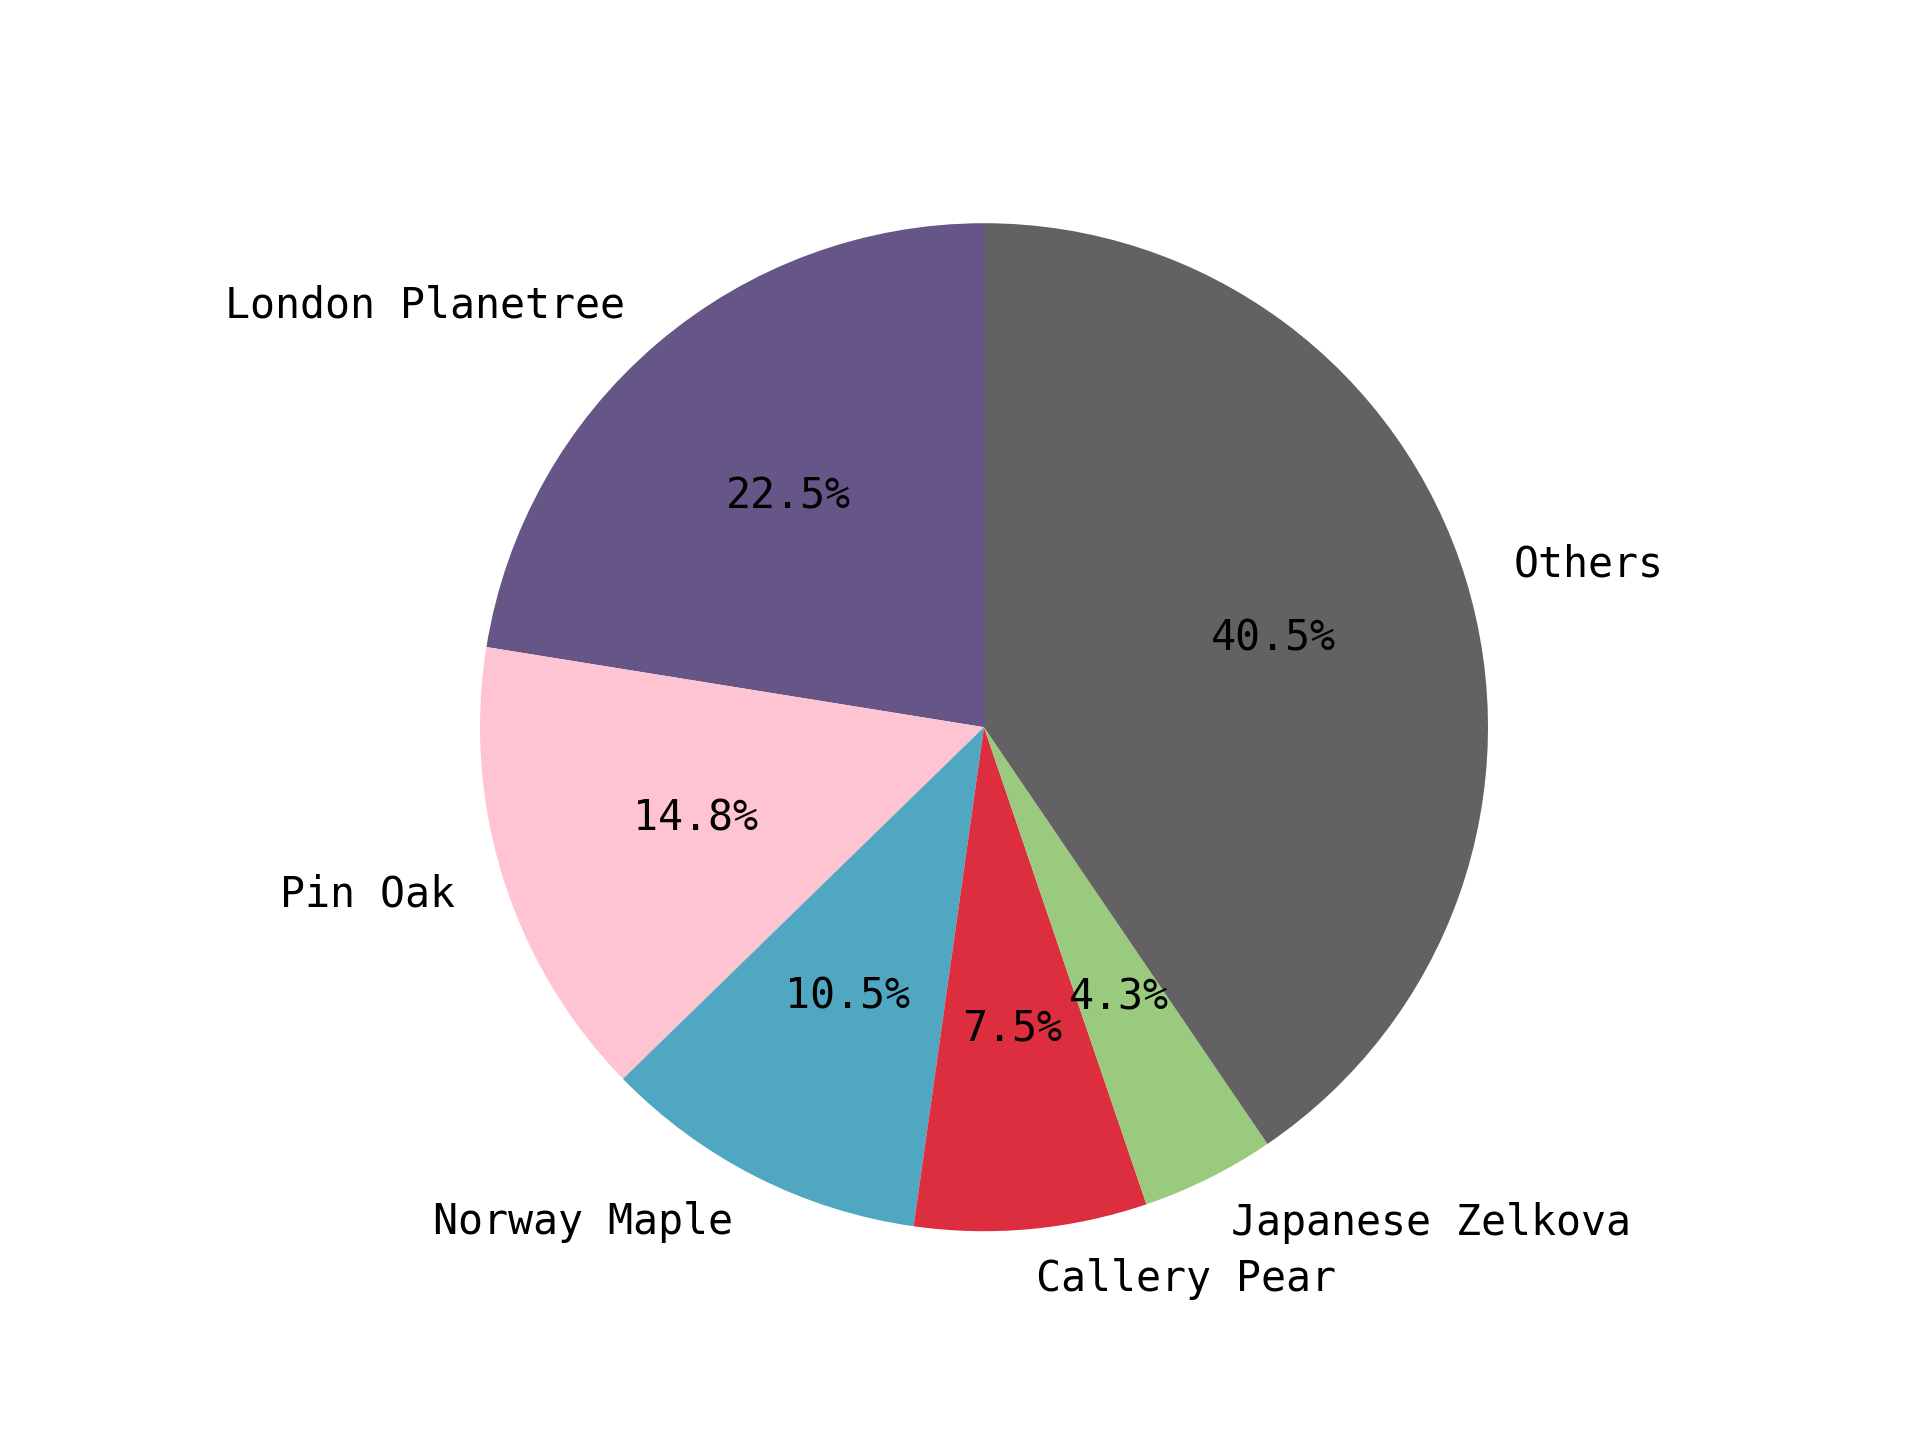 London Planetree
22.5%
Others
40.5%
14.8%
Pin Oak
10.5%
4.3%
7.5%
Norway Maple
Japanese Zelkova
Callery Pear